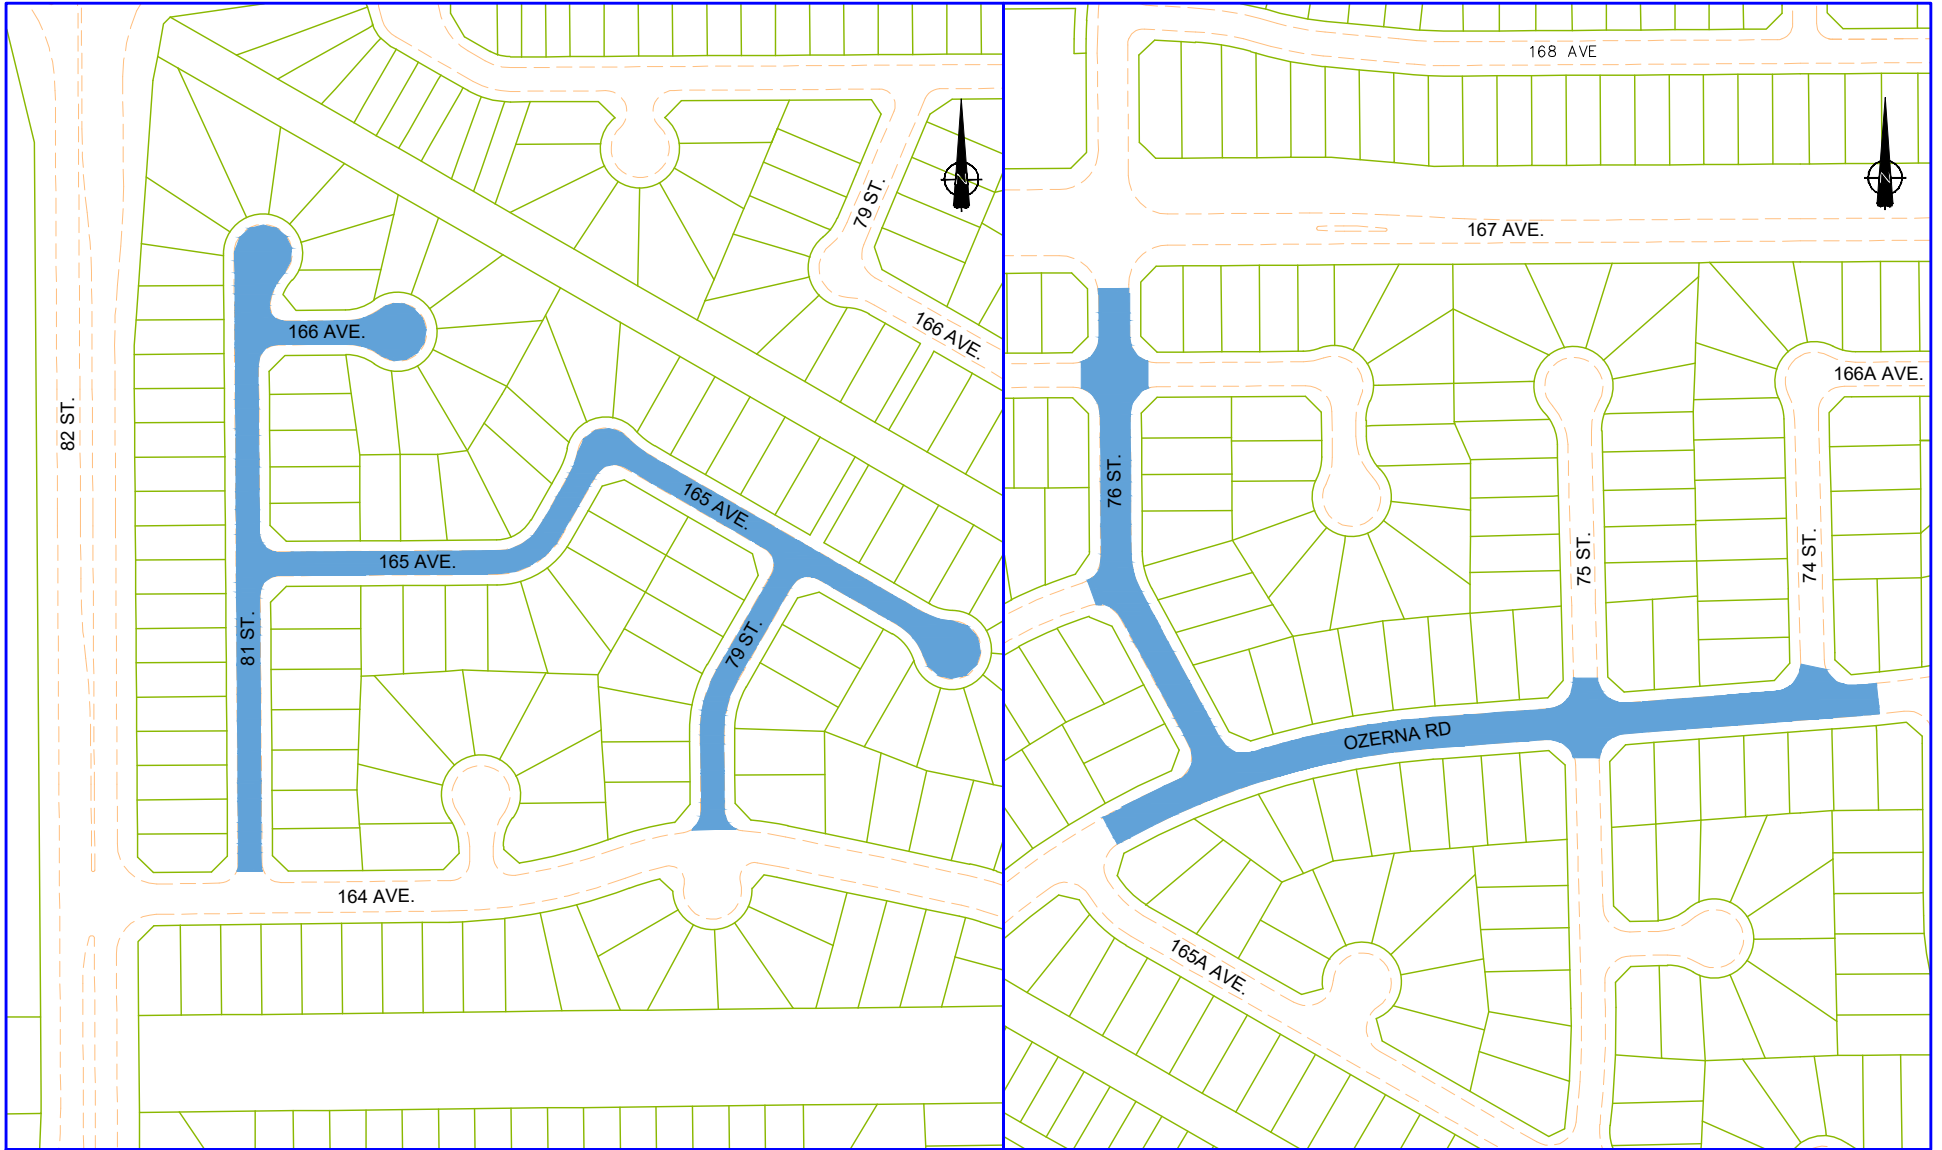 79 ST.
N
166 AVE.
166 AVE.
82 ST.
165 AVE.
165 AVE.
81 ST.
79 ST.
164 AVE.
168 AVE
N
167 AVE.
166A AVE.
76 ST.
75 ST.
74 ST.
OZERNA RD
165A AVE.